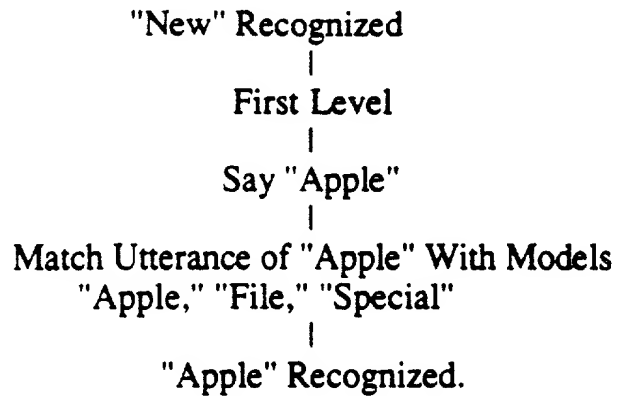 "New" Recognized
First Level
Say "Apple"
Match Utterance of "Apple" With Models
"Apple," "File," "Special"
"Apple" Recognized.